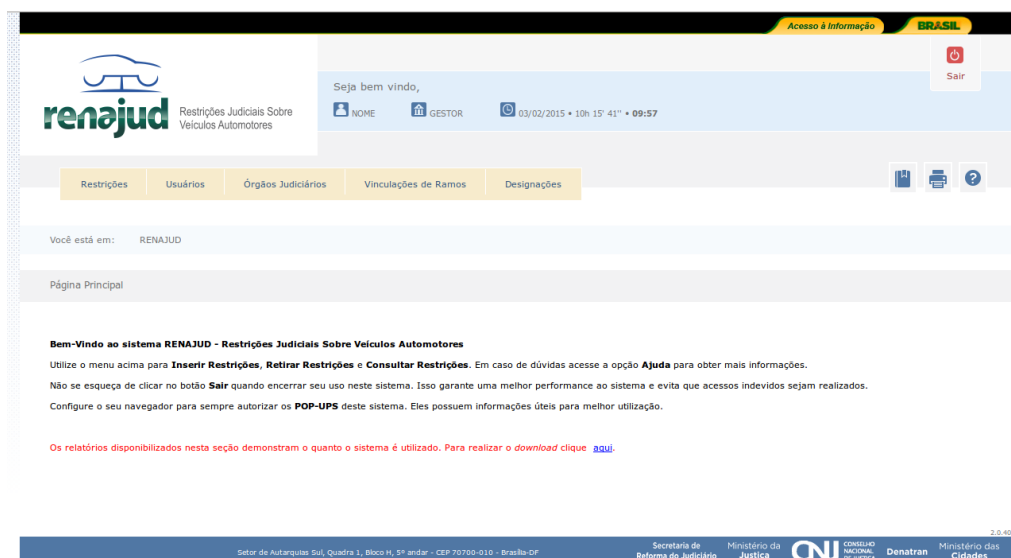 Acesso à Informação
BRASIL
Sair
renajud
Restrições Judiciais Sobre
Veículos Automotores
Seja bem vindo,
NOME GESTOR 03/02/2015 • 10h 15' 41'' • 09:57
Restrições Usuários Órgãos Judiciários Vinculações de Ramos Designações
Você está em: RENAJUD
Página Principal
Bem-Vindo ao sistema RENAJUD - Restrições Judiciais Sobre Veículos Automotores
Utilize o menu acima para Inserir Restrições, Retirar Restrições e Consultar Restrições. Em caso de dúvidas acesse a opção Ajuda para obter mais informações.
Não se esqueça de clicar no botão Sair quando encerrar seu uso neste sistema. Isso garante uma melhor performance ao sistema e evita que acessos indevidos sejam realizados.
Configure o seu navegador para sempre autorizar os POP-UPS deste sistema. Eles possuem informações úteis para melhor utilização.
Os relatórios disponibilizados nesta seção demonstram o quanto o sistema é utilizado. Para realizar o download clique aqui.
2.0.40
Setor de Autarquias Sul, Quadra 1, Bloco H, 5º andar - CEP 70700-010 - Brasília-DF
Secretaria de
Reforma do Judiciário
Ministério da
Justiça
CNJ
CONSELHO
NACIONAL
DE JUSTIÇA
Denatran
Ministério das
Cidades